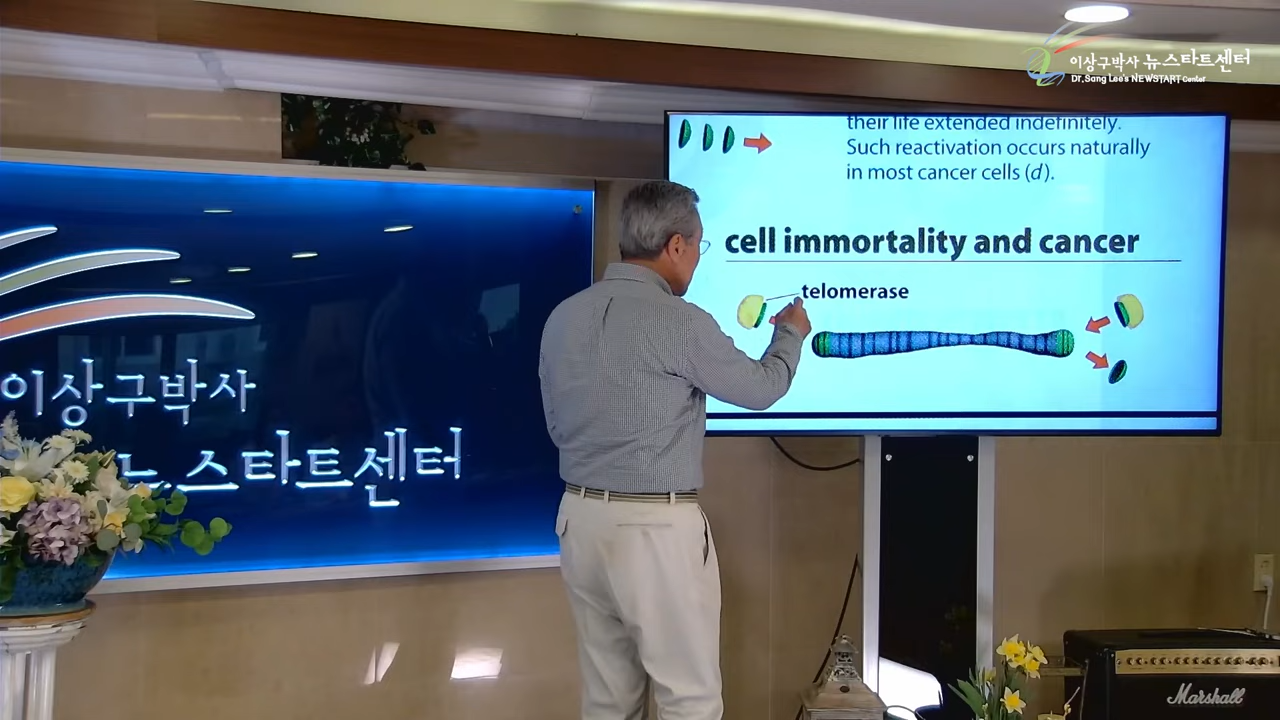 이상구박사 뉴스타트센터
Dr. Sang Lee's NEWSTART Center
their life extended indefinitely.
Such reactivation occurs naturally
in most cancer cells (d).
cell immortality and cancer
telomerase
이상구박사
뉴스타트센터
Marshall